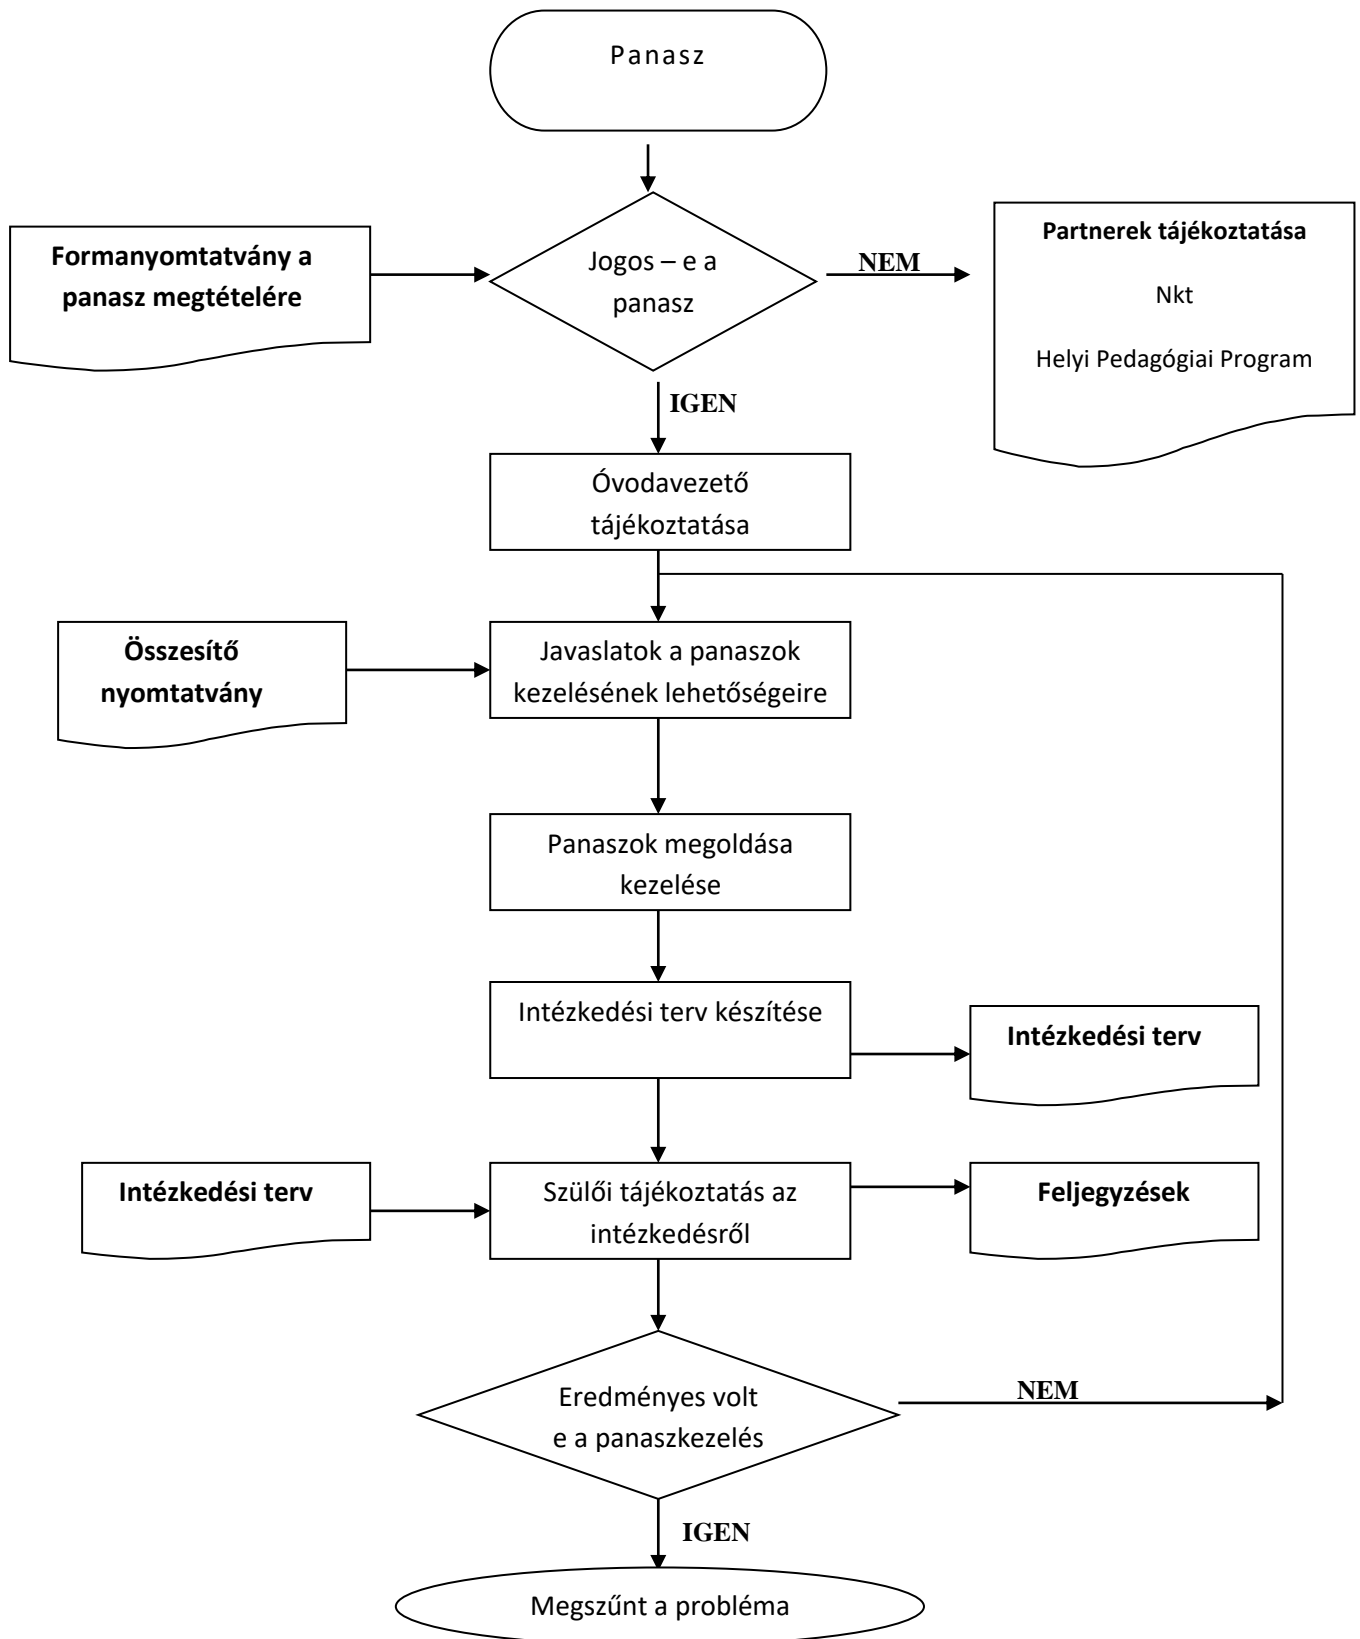 Panasz
Formanyomtatvány a
panasz megtételére
Jogos – e a
panasz
NEM
Partnerek tájékoztatása
Nkt
Helyi Pedagógiai Program
IGEN
Óvodavezető
tájékoztatása
Összesítő
nyomtatvány
Javaslatok a panaszok
kezelésének lehetőségeire
Panaszok megoldása
kezelése
Intézkedési terv készítése
Intézkedési terv
Intézkedési terv
Szülői tájékoztatás az
intézkedésről
Feljegyzések
Eredményes volt
e a panaszkezelés
NEM
IGEN
Megszűnt a probléma